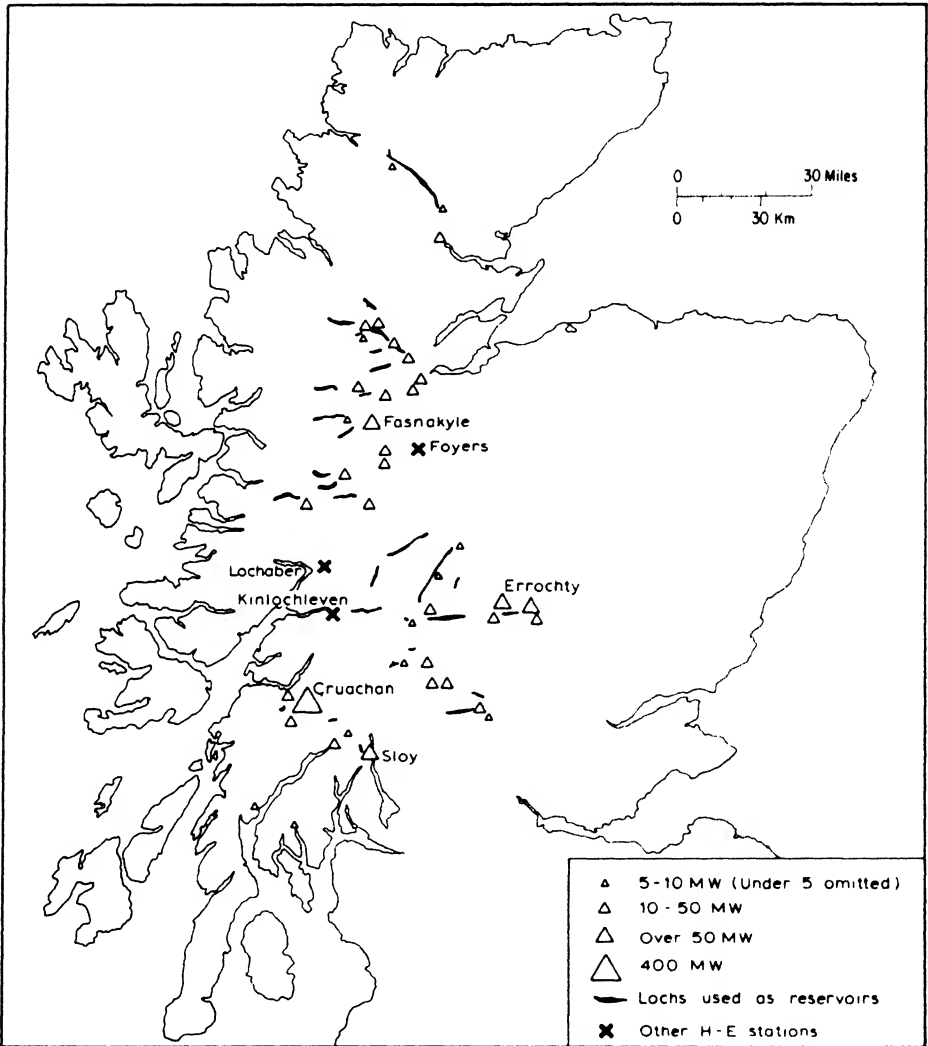 0 30 Miles
0 30 Km
Fasnakyle
Foyers
Lochaber
Kinlochleven
Errochty
Cruachan
Sloy
5-10 MW (Under 5 omitted)
10 - 50 MW
Over 50 MW
400 MW
Lochs used as reservoirs
Other H-E stations